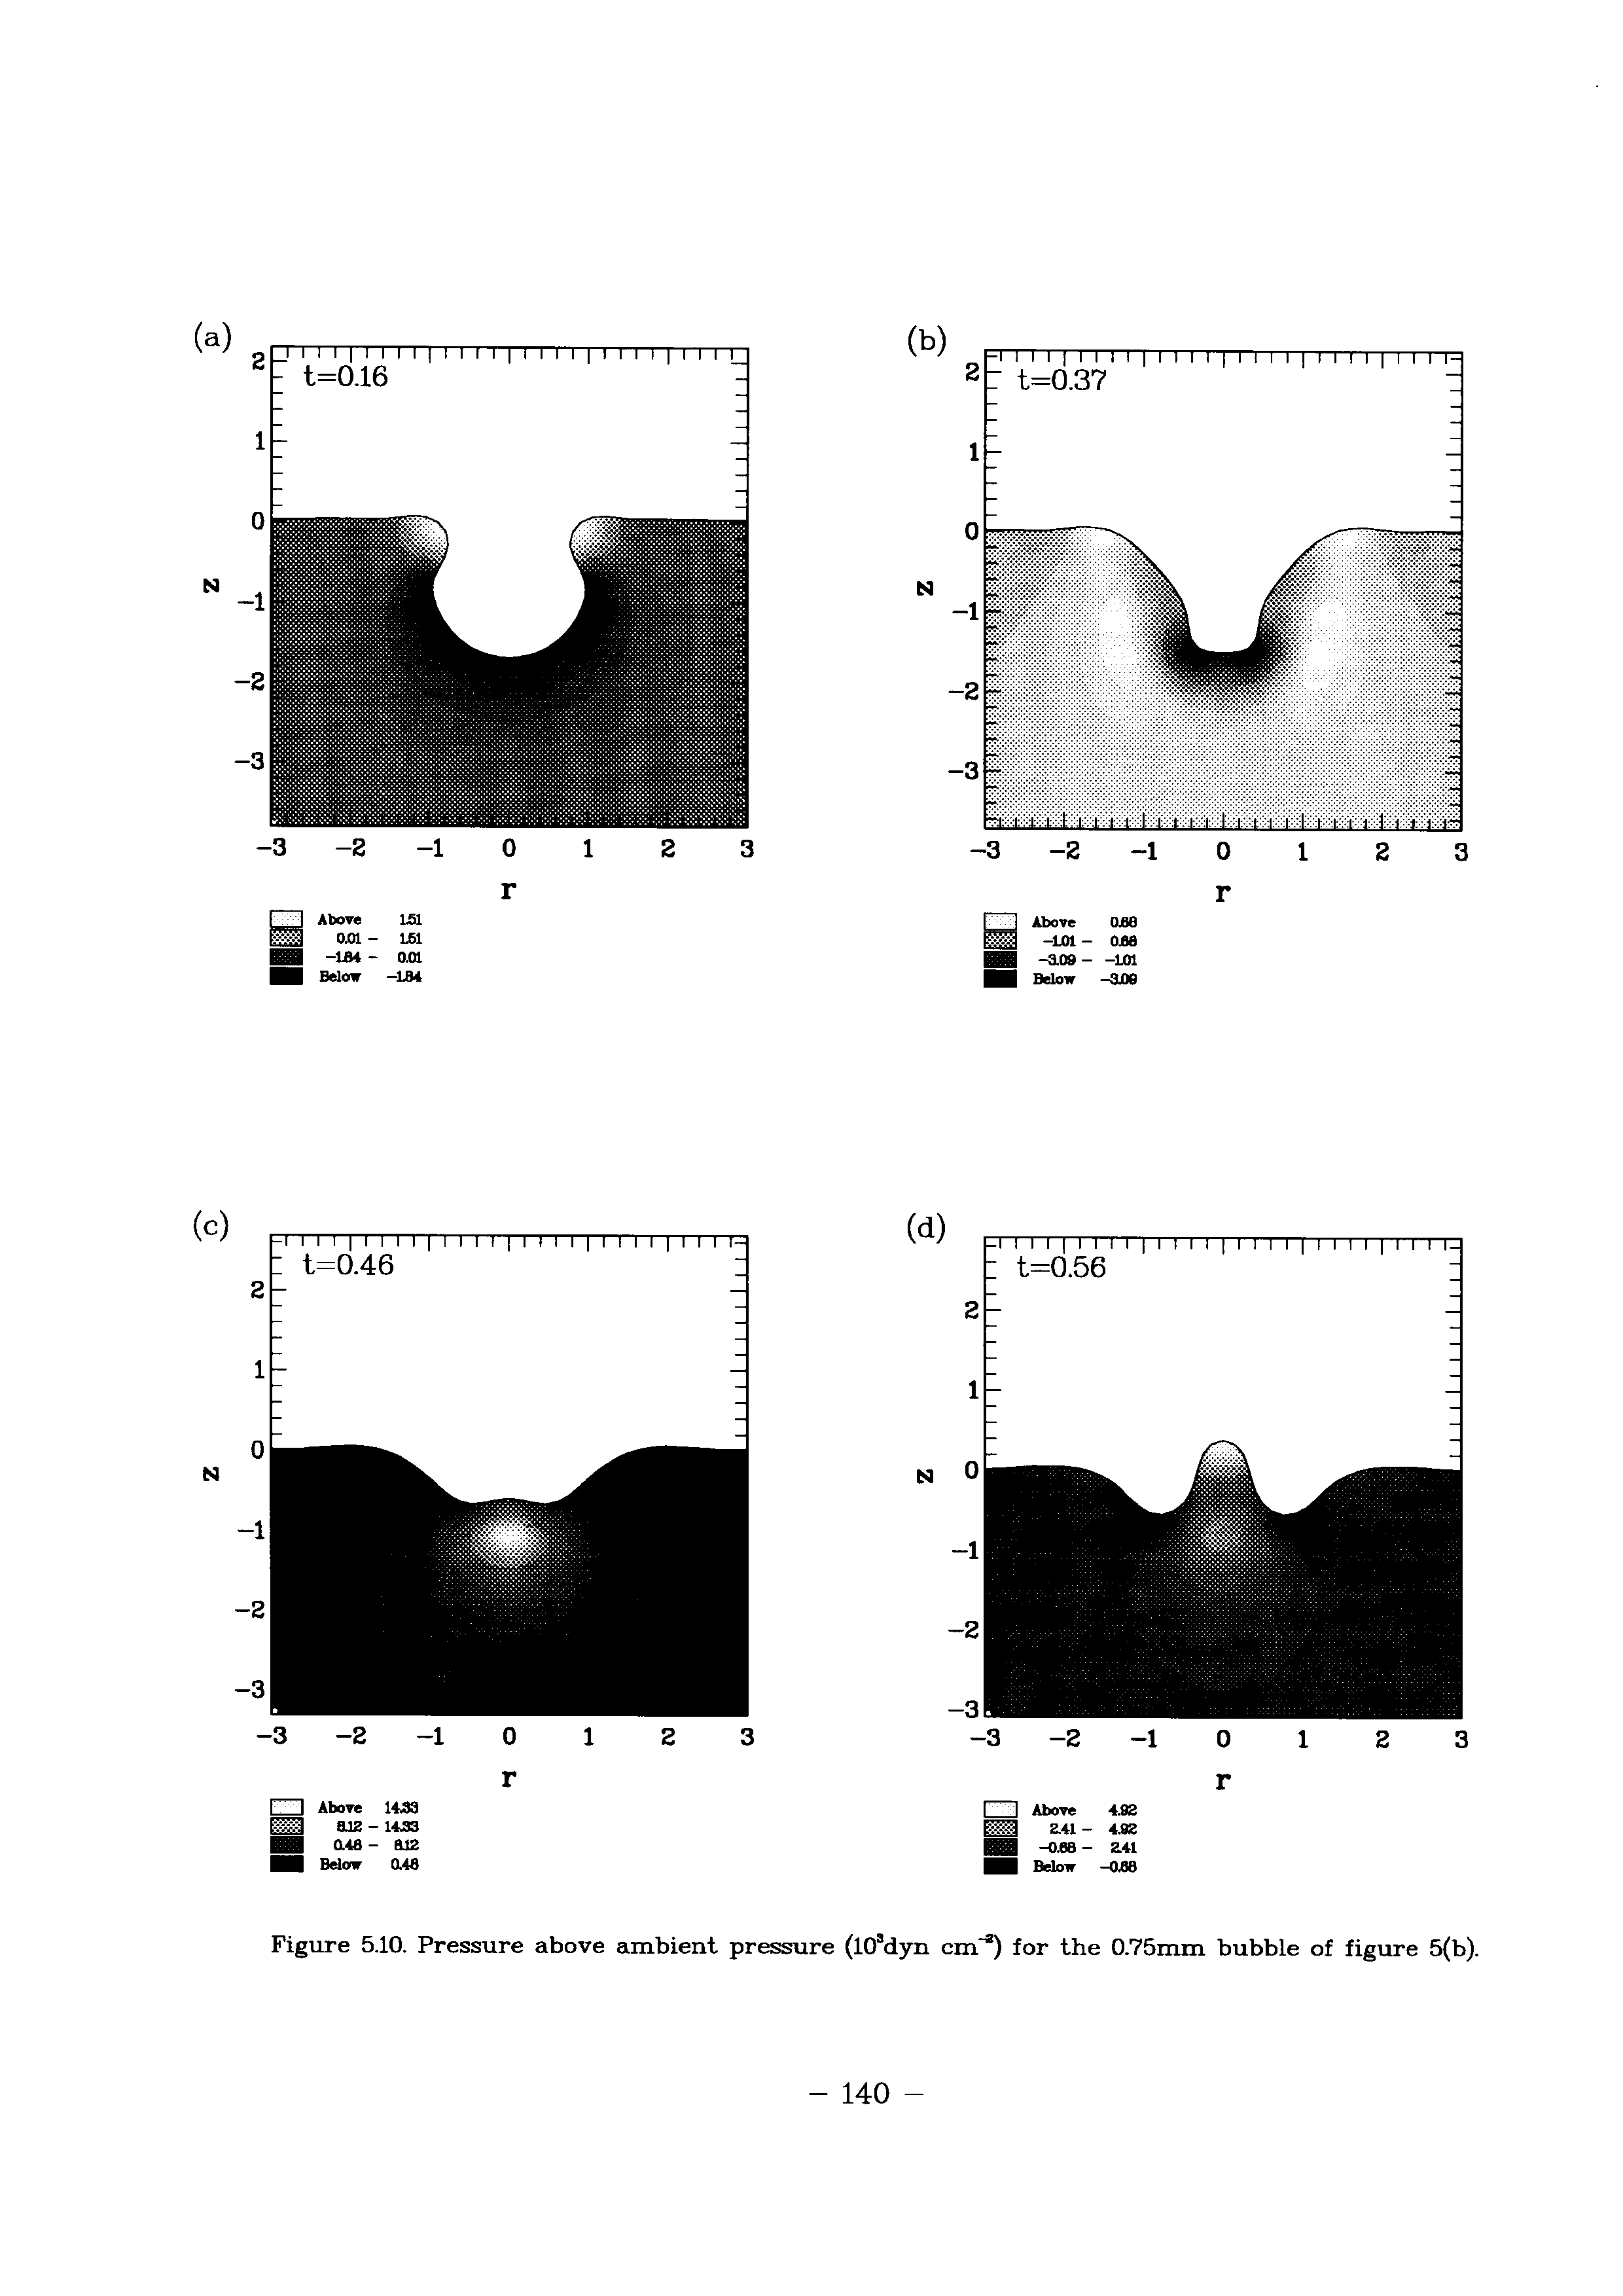 (a)
t=0.16
2
1
0
−1
−2
−3
z
−3 −2 −1 0 1 2 3
r
Above 1.51
0.01 − 1.51
−1.84 − 0.01
Below −1.84
(b)
t=0.37
2
1
0
−1
−2
−3
z
−3 −2 −1 0 1 2 3
r
Above 0.68
−1.01 − 0.68
−3.09 − −1.01
Below −3.09
(c)
t=0.46
2
1
0
−1
−2
−3
z
−3 −2 −1 0 1 2 3
r
Above 14.33
8.12 − 14.33
0.48 − 8.12
Below 0.48
(d)
t=0.56
2
1
0
−1
−2
−3
z
−3 −2 −1 0 1 2 3
r
Above 4.92
2.41 − 4.92
−0.68 − 2.41
Below −0.68
Figure 5.10. Pressure above ambient pressure (10³dyn cm⁻²) for the 0.75mm bubble of figure 5(b).
− 140 −